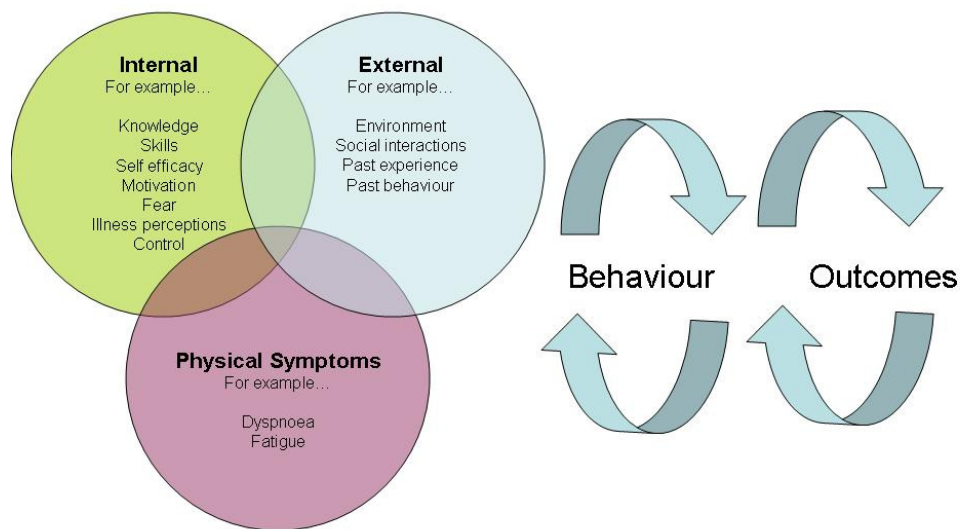 Internal
For example...
Knowledge
Skills
Self efficacy
Motivation
Fear
Illness perceptions
Control
External
For example...
Environment
Social interactions
Past experience
Past behaviour
Physical Symptoms
For example...
Dyspnoea
Fatigue
Behaviour
Outcomes